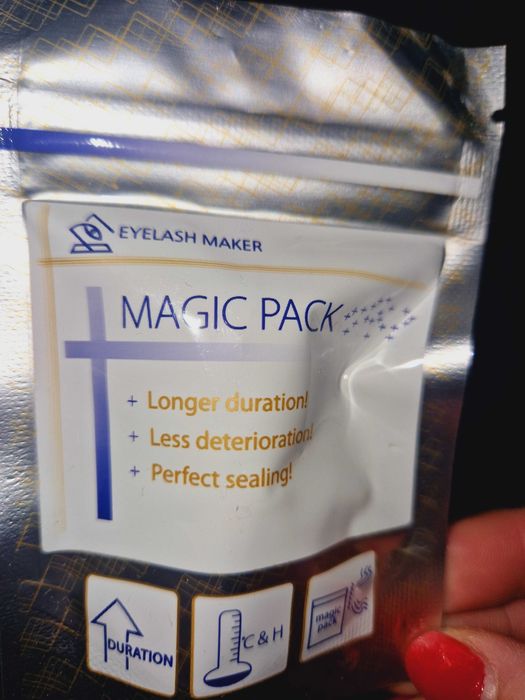 EYELASH MAKER
MAGIC PACK
+ Longer duration!
+ Less deterioration!
+ Perfect sealing!
DURATION
°C & H
magic
pack